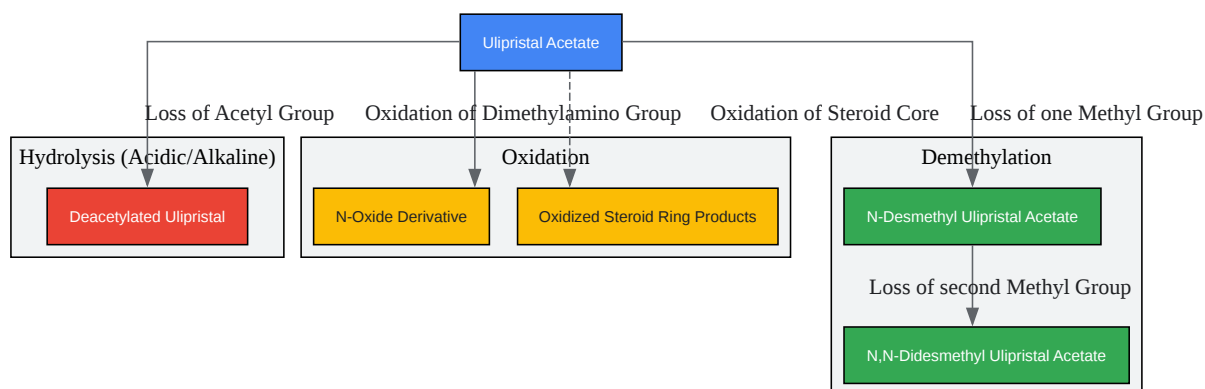 Ulipristal Acetate
Loss of Acetyl Group
Oxidation of Dimethylamino Group
Oxidation of Steroid Core
Loss of one Methyl Group
Hydrolysis (Acidic/Alkaline)
Oxidation
Demethylation
Deacetylated Ulipristal
N-Oxide Derivative
Oxidized Steroid Ring Products
N-Desmethyl Ulipristal Acetate
Loss of second Methyl Group
N,N-Didesmethyl Ulipristal Acetate